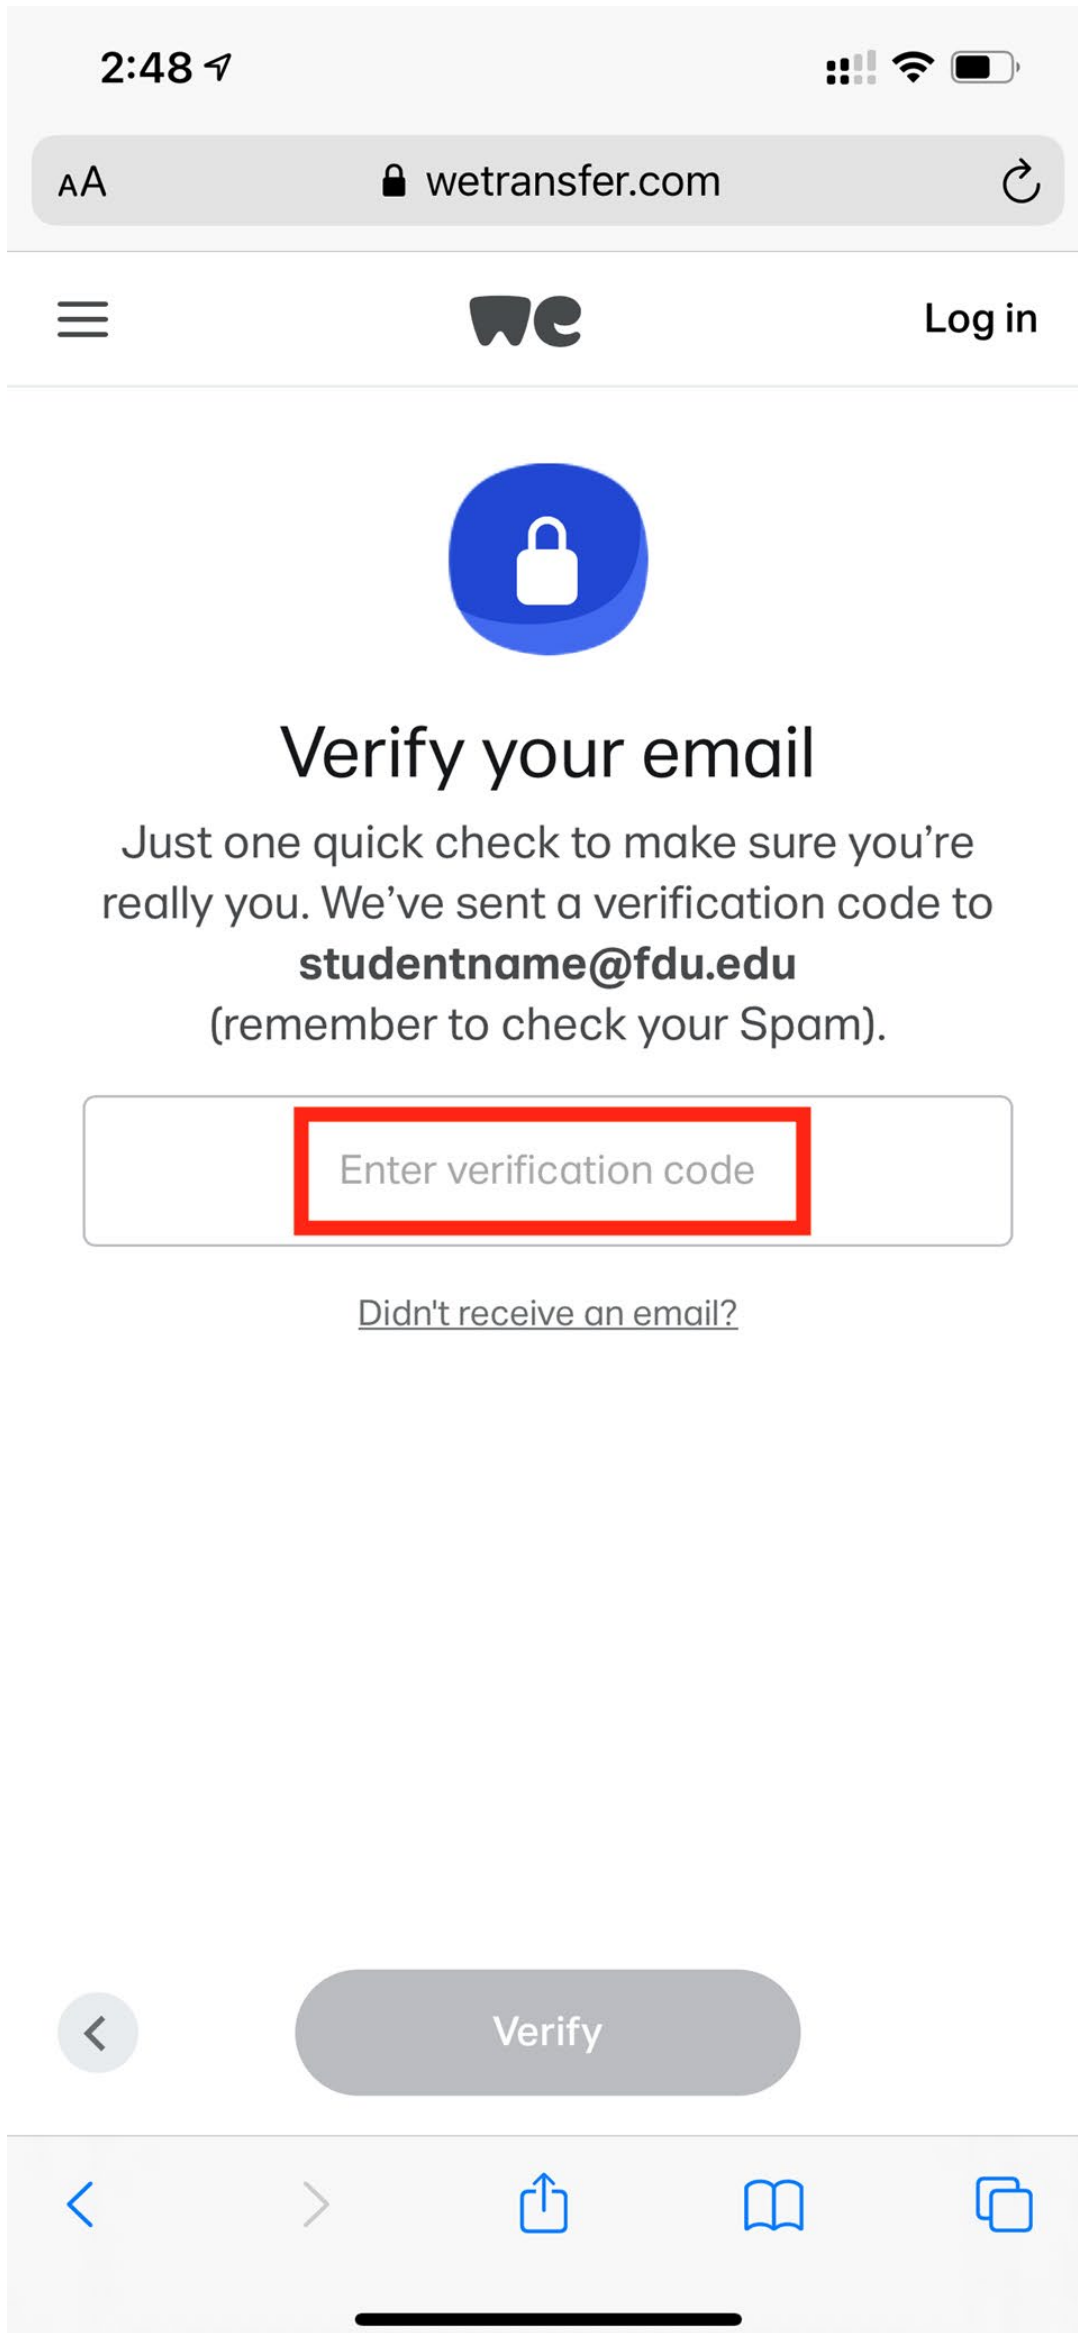 2:48
AA wetransfer.com
we Log in
Verify your email
Just one quick check to make sure you’re
really you. We’ve sent a verification code to
studentname@fdu.edu
(remember to check your Spam).
Enter verification code
Didn't receive an email?
Verify